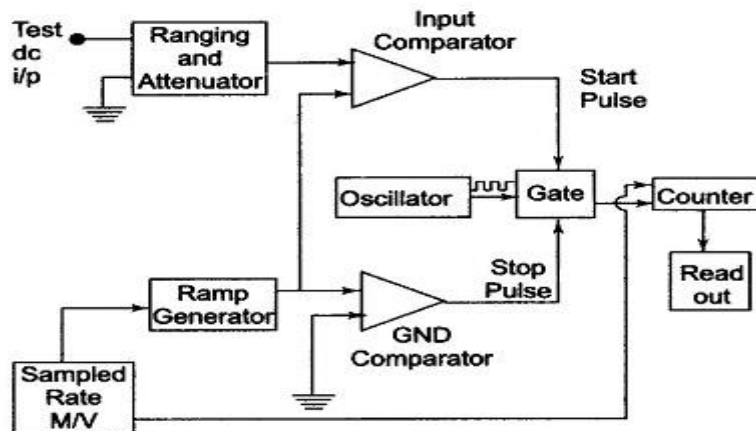 Test
dc
i/p
Ranging
and
Attenuator
Input
Comparator
Start
Pulse
Oscillator
Gate
Counter
Read
out
Stop
Pulse
Ramp
Generator
GND
Comparator
Sampled
Rate
M/V